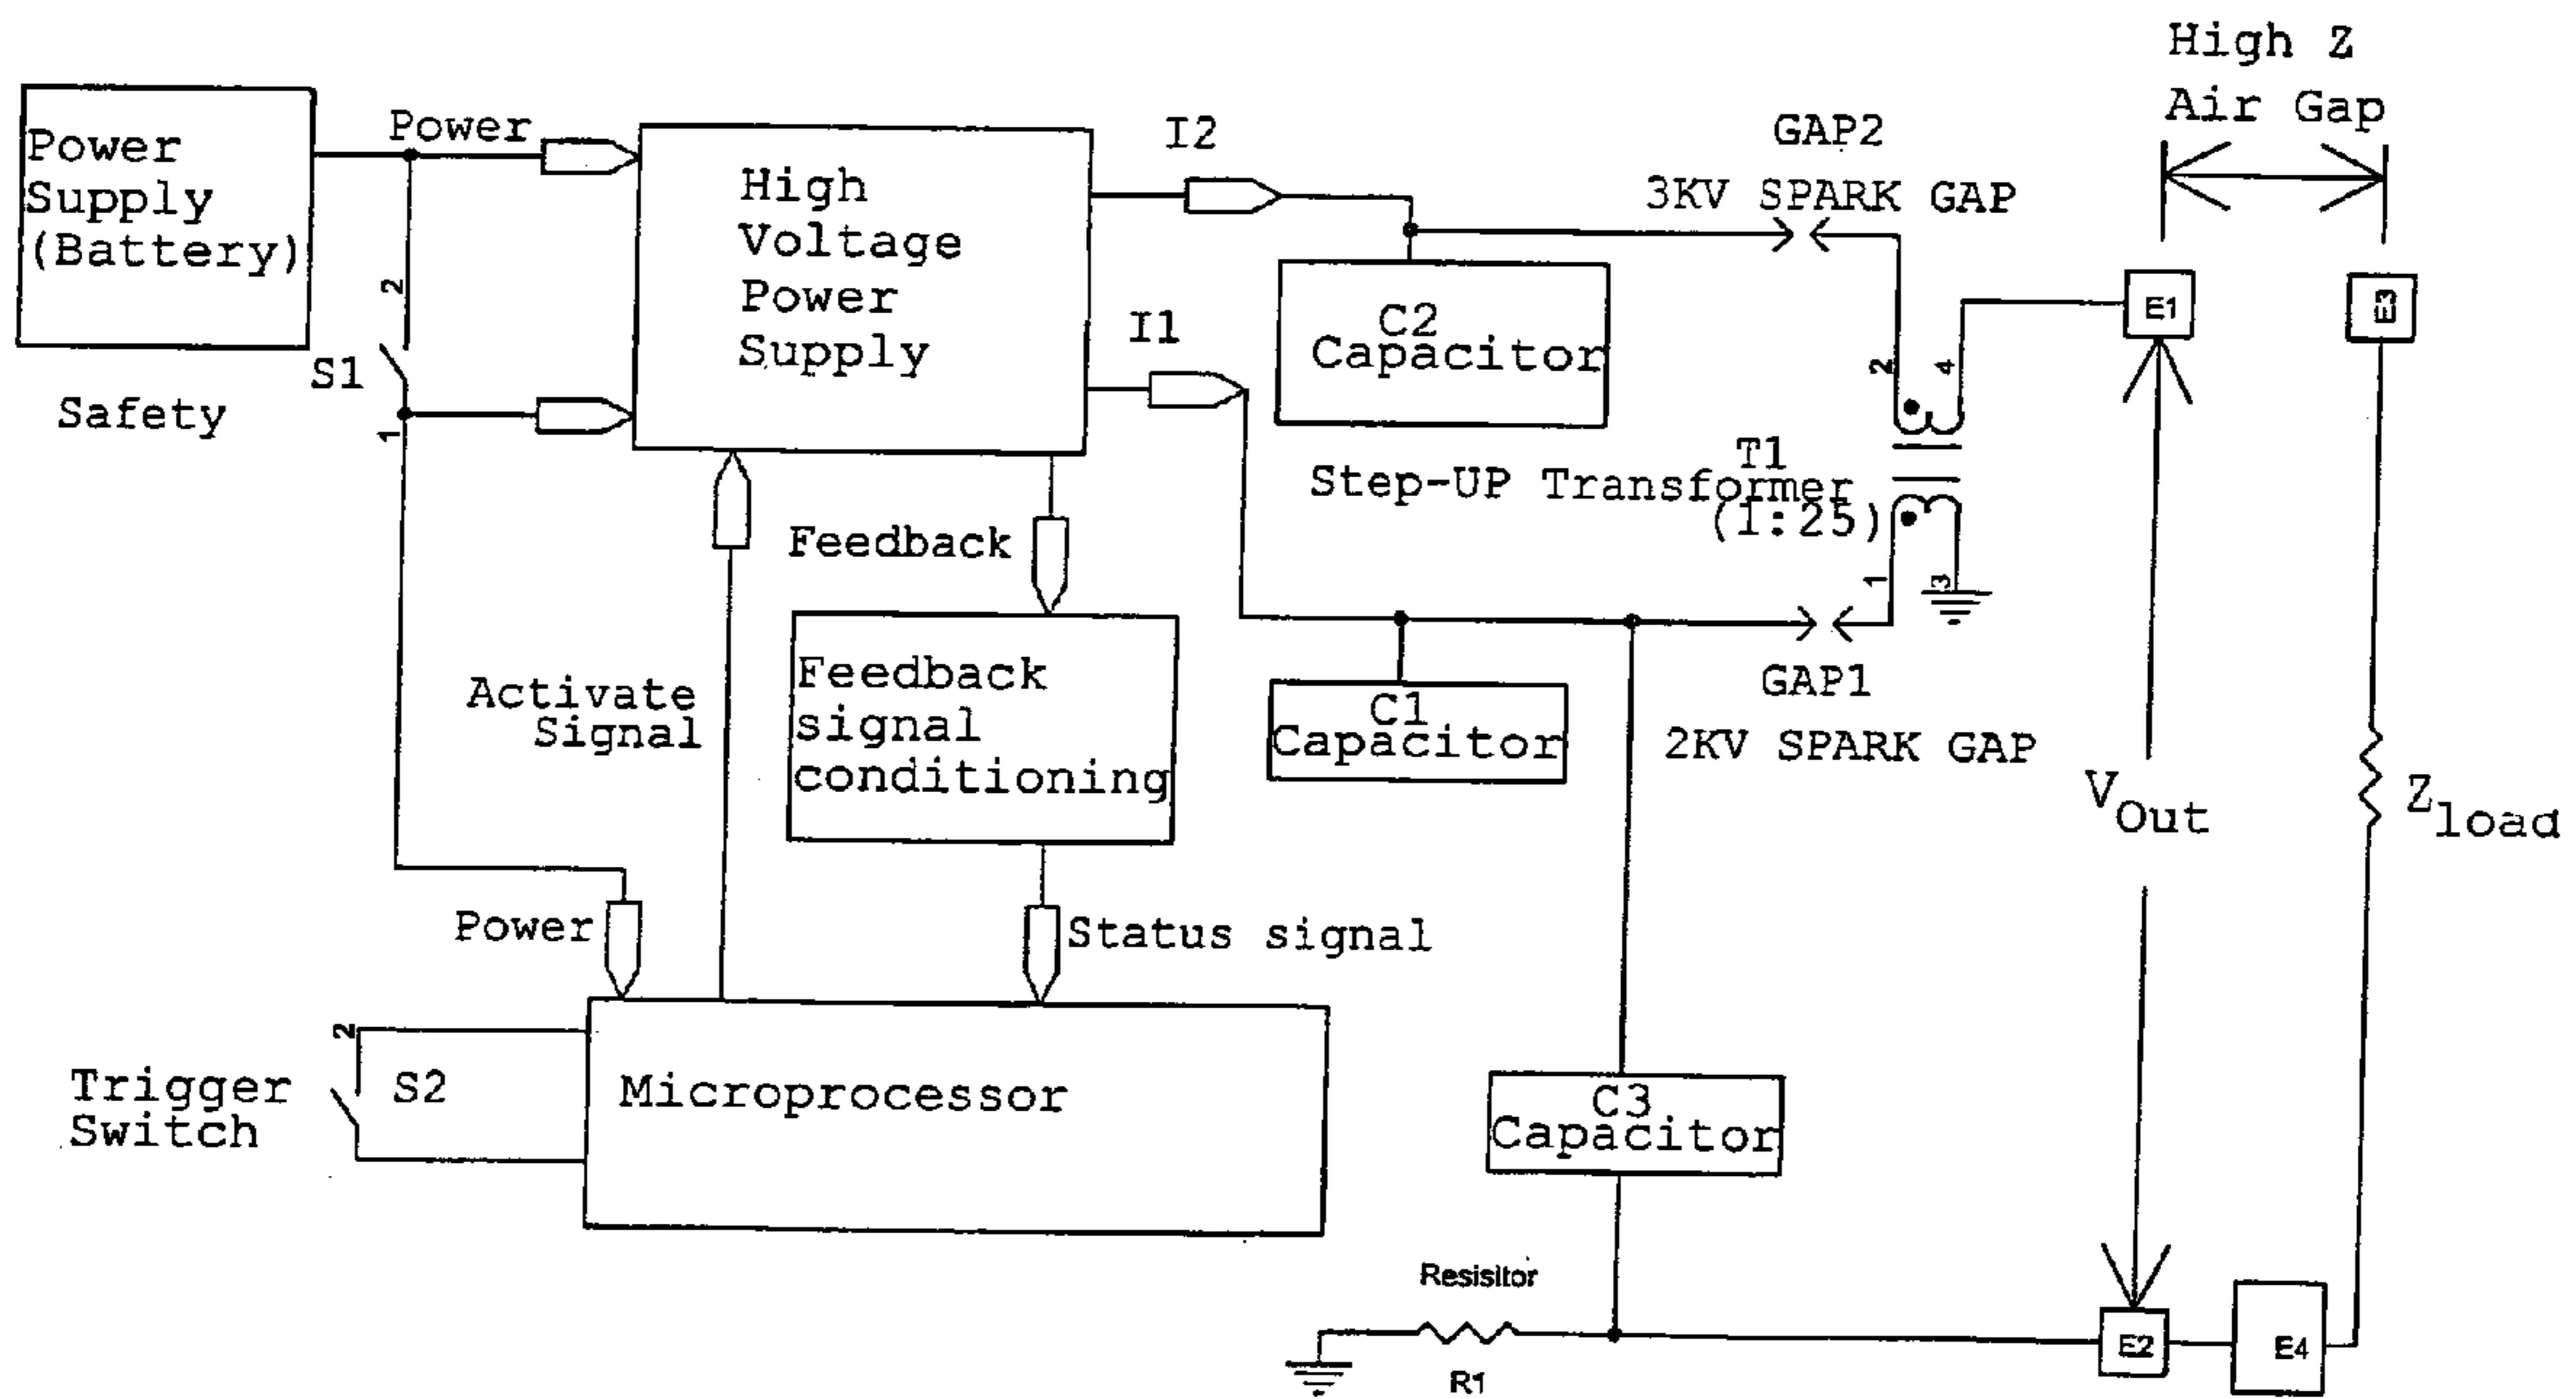 High Z
Air Gap
Power
Supply
(Battery)
Power
High
Voltage
Power
Supply
I2
GAP2
3KV SPARK GAP
E1
E3
2
S1
Safety
1
I1
C2
Capacitor
2
4
T1
Step-UP Transformer
(1:25)
1
3
Feedback
Activate
Signal
Feedback
signal
conditioning
C1
Capacitor
GAP1
2KV SPARK GAP
VOut
Zload
Power
Status signal
2
Trigger
Switch
S2
Microprocessor
C3
Capacitor
Resisitor
R1
E2
E4